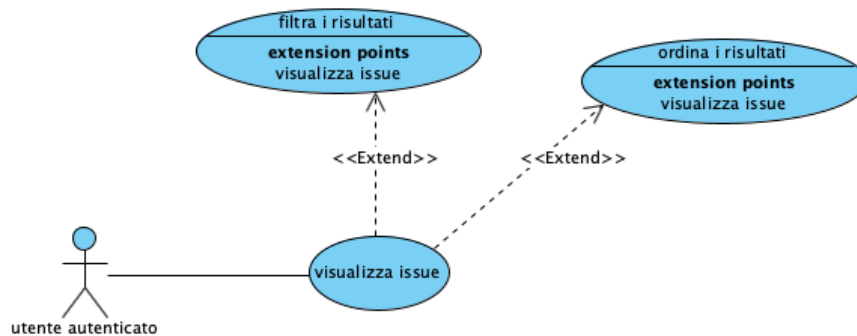 filtra i risultati
extension points
visualizza issue
ordina i risultati
extension points
visualizza issue
<<Extend>>
<<Extend>>
visualizza issue
utente autenticato